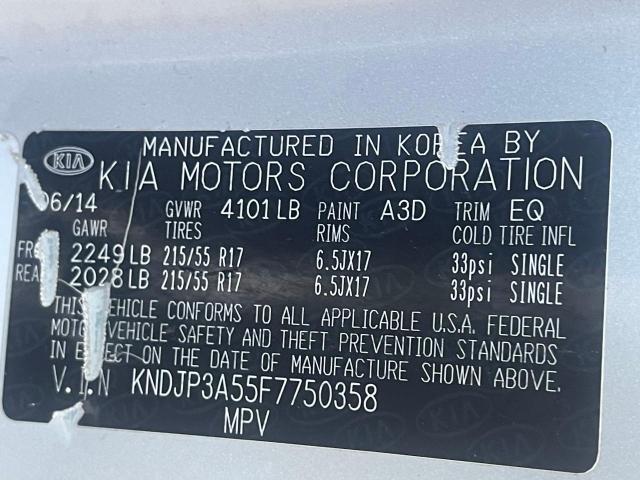 MANUFACTURED IN KOREA BY
KIA KIA MOTORS CORPORATION
06/14 GVWR 4101 LB PAINT A3D TRIM EQ
GAWR TIRES RIMS COLD TIRE INFL
2249 LB 215/55 R17 6.5JX17 33psi SINGLE
REAR 2028 LB 215/55 R17 6.5JX17 33psi SINGLE
THIS VEHICLE CONFORMS TO ALL APPLICABLE U.S.A. FEDERAL
MOTOR VEHICLE SAFETY AND THEFT PREVENTION STANDARDS
IN EFFECT ON THE DATE OF MANUFACTURE SHOWN ABOVE.
V.I.N KNDJP3A55F7750358
MPV